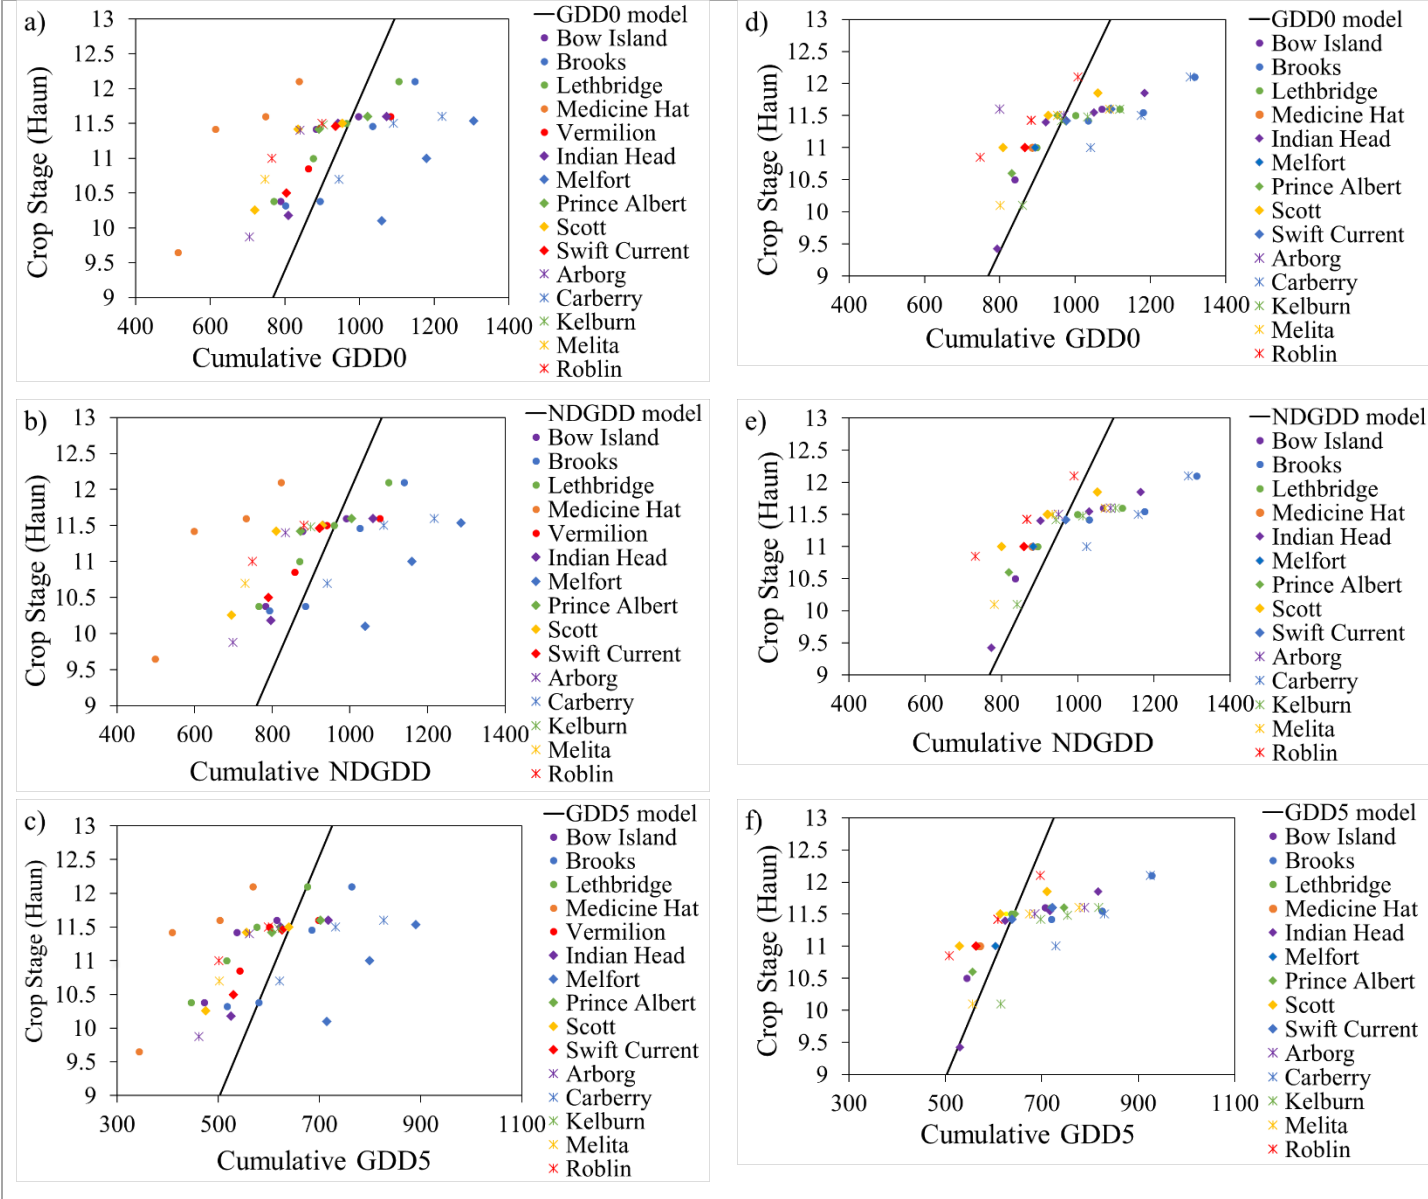 a)
13
12.5
12
11.5
11
10.5
10
9.5
9
Crop Stage (Haun)
400 600 800 1000 1200 1400
Cumulative GDD0
GDD0 model
Bow Island
Brooks
Lethbridge
Medicine Hat
Vermilion
Indian Head
Melfort
Prince Albert
Scott
Swift Current
Arborg
Carberry
Kelburn
Melita
Roblin
d)
13
12.5
12
11.5
11
10.5
10
9.5
9
Crop Stage (Haun)
400 600 800 1000 1200 1400
Cumulative GDD0
GDD0 model
Bow Island
Brooks
Lethbridge
Medicine Hat
Indian Head
Melfort
Prince Albert
Scott
Swift Current
Arborg
Carberry
Kelburn
Melita
Roblin
b)
13
12.5
12
11.5
11
10.5
10
9.5
9
Crop Stage (Haun)
400 600 800 1000 1200 1400
Cumulative NDGDD
NDGDD model
Bow Island
Brooks
Lethbridge
Medicine Hat
Vermilion
Indian Head
Melfort
Prince Albert
Scott
Swift Current
Arborg
Carberry
Kelburn
Melita
Roblin
e)
13
12.5
12
11.5
11
10.5
10
9.5
9
Crop Stage (Haun)
400 600 800 1000 1200 1400
Cumulative NDGDD
NDGDD model
Bow Island
Brooks
Lethbridge
Medicine Hat
Indian Head
Melfort
Prince Albert
Scott
Swift Current
Arborg
Carberry
Kelburn
Melita
Roblin
c)
13
12.5
12
11.5
11
10.5
10
9.5
9
Crop Stage (Haun)
300 500 700 900 1100
Cumulative GDD5
GDD5 model
Bow Island
Brooks
Lethbridge
Medicine Hat
Vermilion
Indian Head
Melfort
Prince Albert
Scott
Swift Current
Arborg
Carberry
Kelburn
Melita
Roblin
f)
13
12.5
12
11.5
11
10.5
10
9.5
9
Crop Stage (Haun)
300 500 700 900 1100
Cumulative GDD5
GDD5 model
Bow Island
Brooks
Lethbridge
Medicine Hat
Indian Head
Melfort
Prince Albert
Scott
Swift Current
Arborg
Carberry
Kelburn
Melita
Roblin